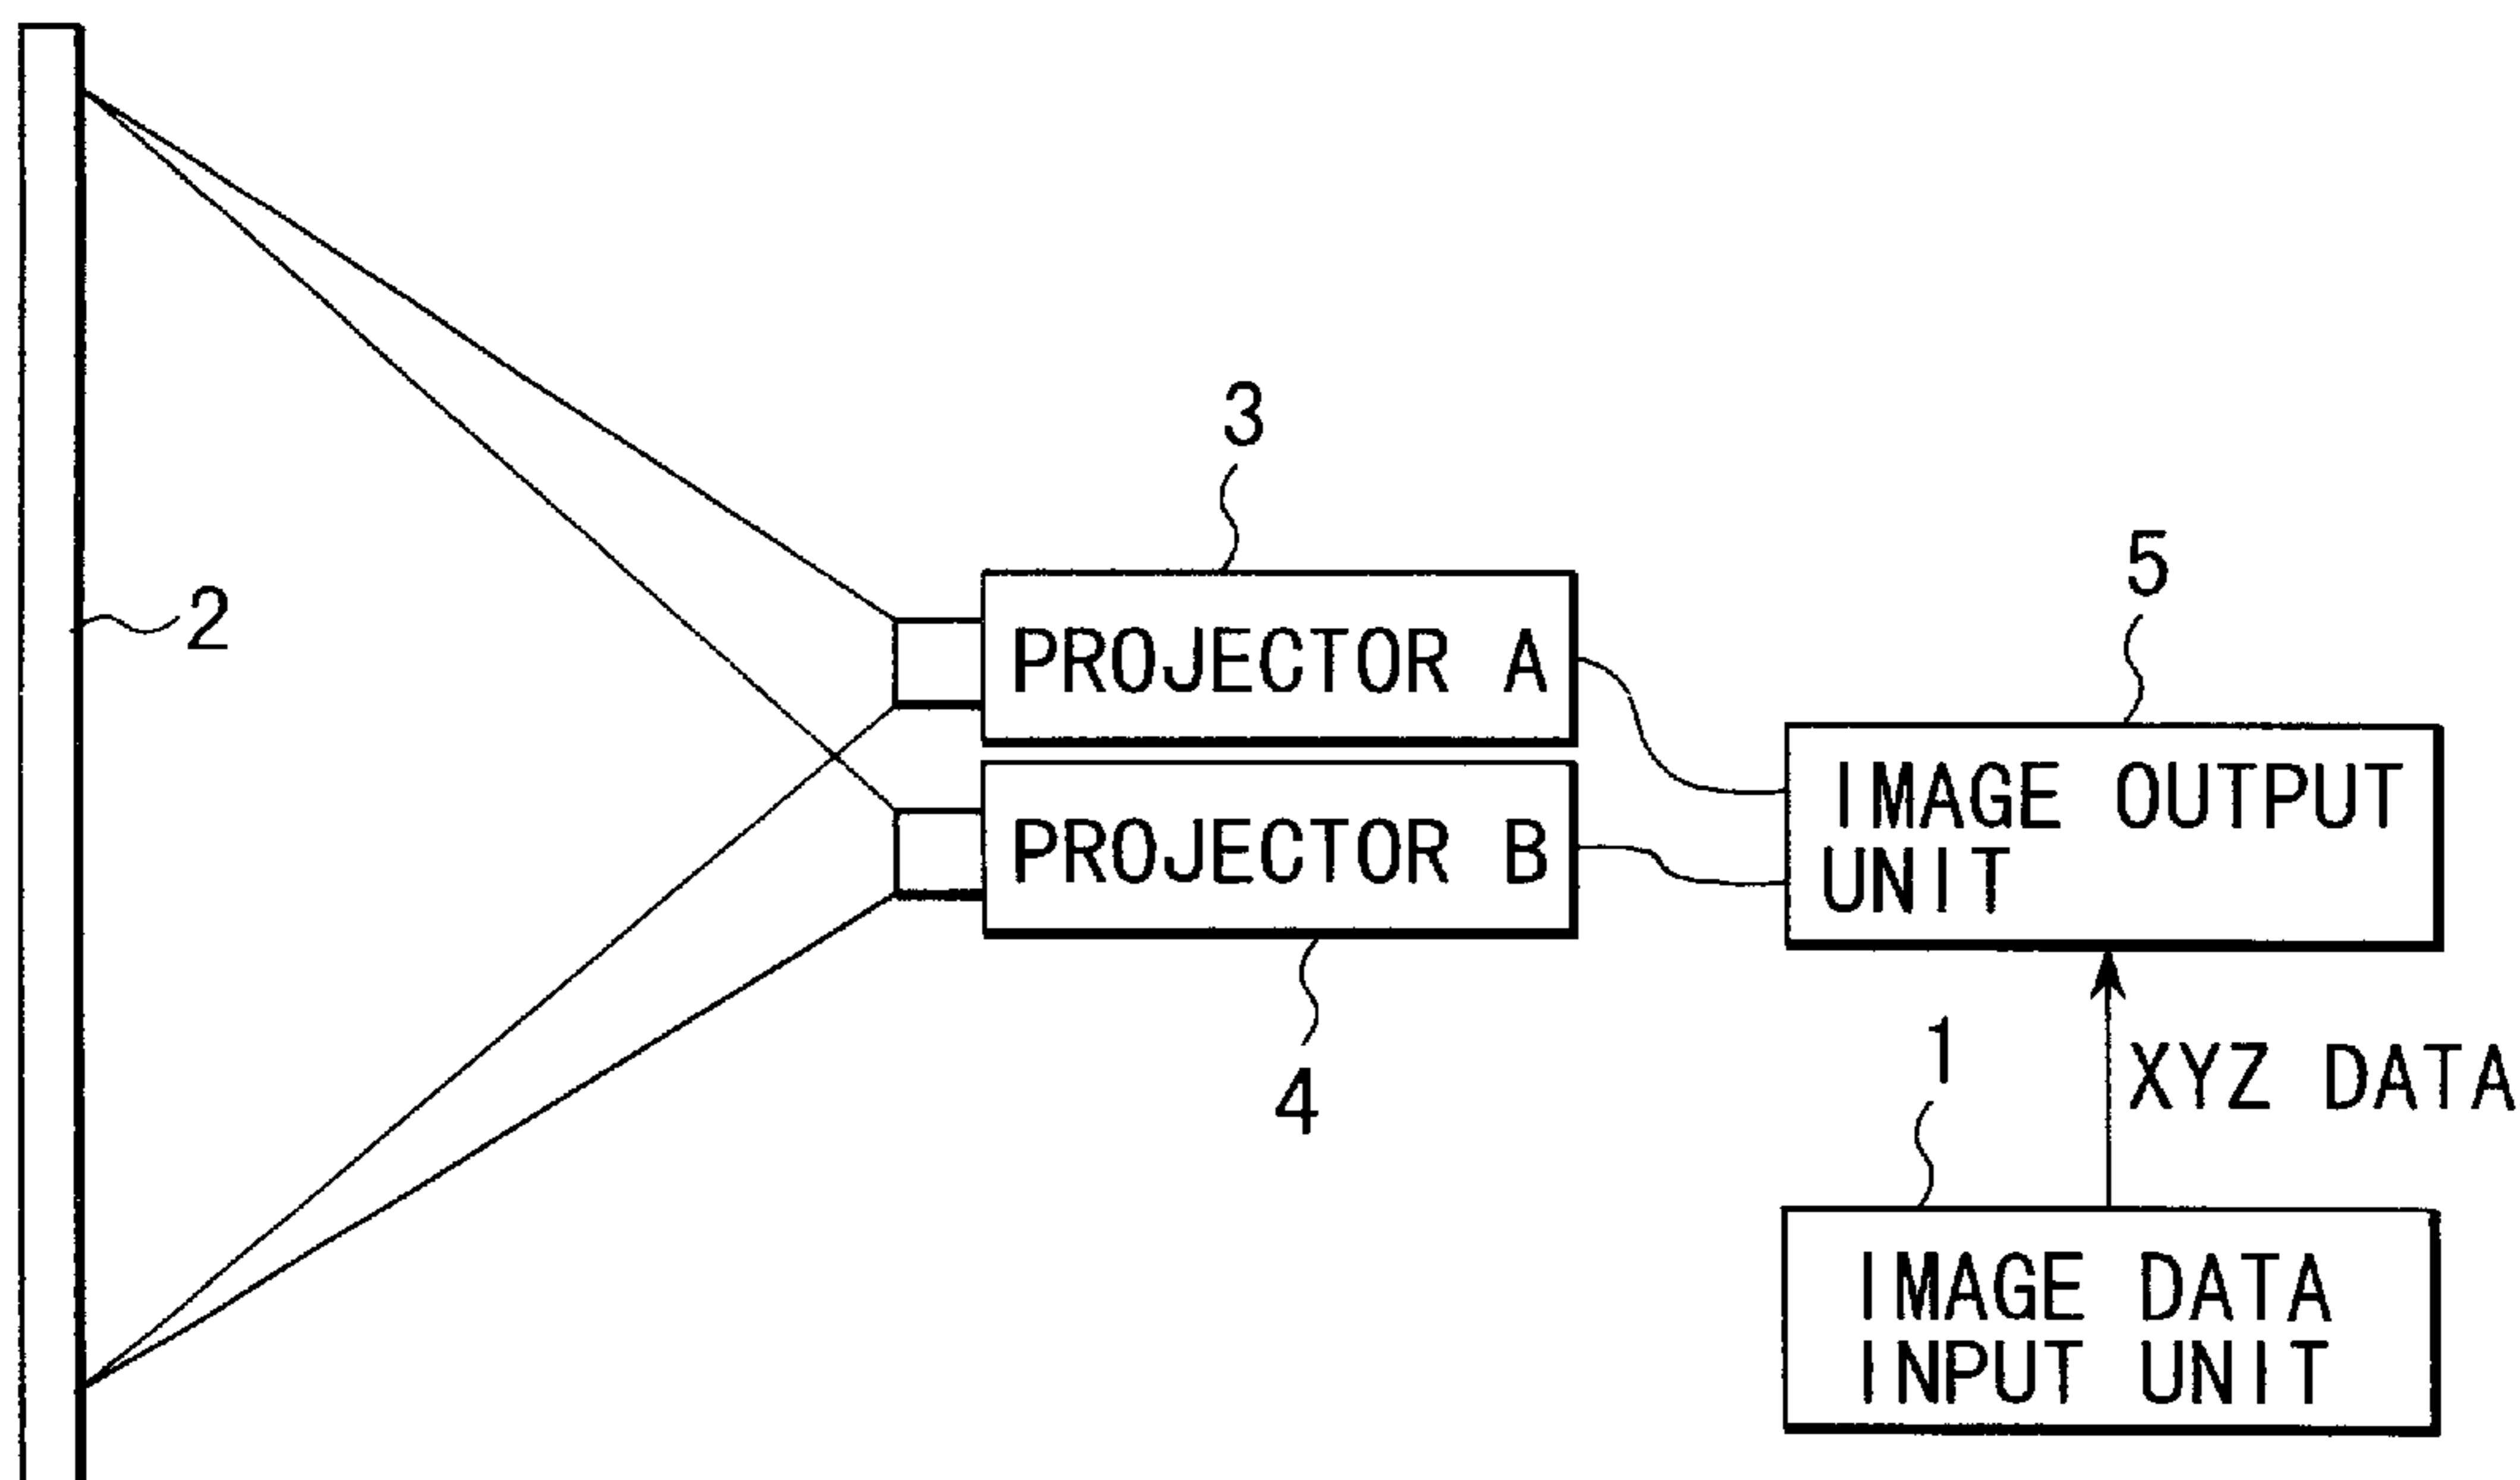 3
5
2
PROJECTOR A
IMAGE OUTPUT
UNIT
PROJECTOR B
1
XYZ DATA
4
IMAGE DATA
INPUT UNIT